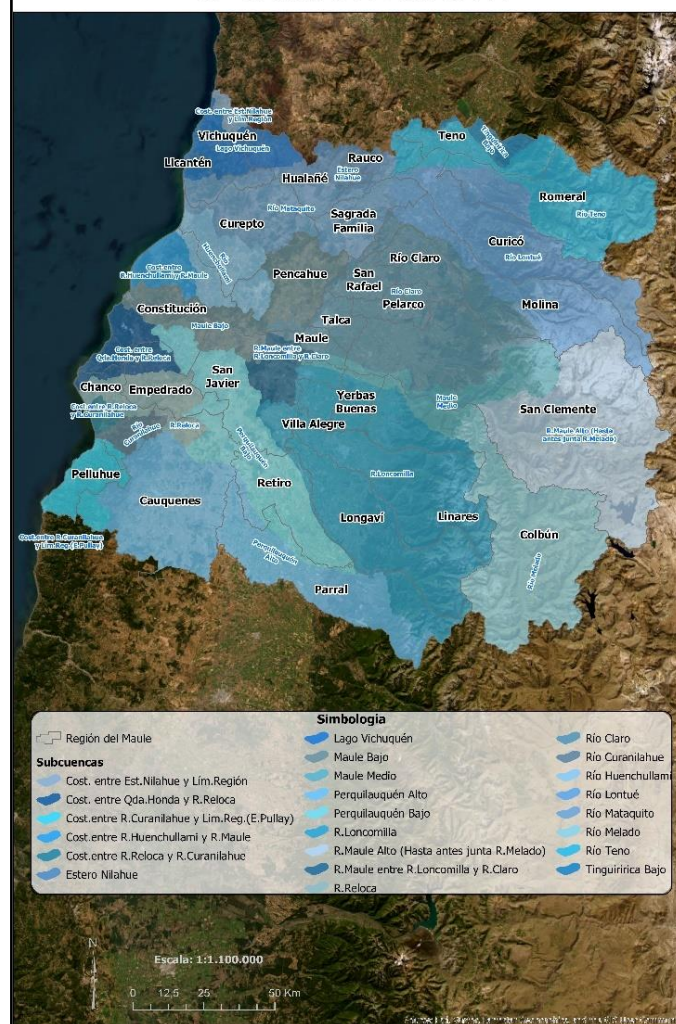 Cost. entre Est.Nilahue
y Lim.Región
Vichuquén
Lago Vichuquén
Licantén
Teno
Tinguiririca
Bajo
Rauco
Estero
Nilahue
Hualañé
Romeral
Río Teno
Río Mataquito
Curepto
Sagrada
Familia
Curicó
Río Lontué
Río
Huenchullami
Cost.entre
R.Huenchullami y R.Maule
Pencahue
San
Rafael
Río Claro
Río Claro
Pelarco
Molina
Constitución
Maule Bajo
Talca
Maule
R.Maule entre
R.Loncomilla y R.Claro
Cost. entre
Qda.Honda y R.Reloca
San
Javier
Chanco
Empedrado
Yerbas
Buenas
Maule
Medio
San Clemente
Cost.entre R.Reloca
y R.Curanilahue
Río
Curanilahue
R.Reloca
Villa Alegre
R.Maule Alto (Hasta
antes junta R.Melado)
Perquilauquén
Bajo
Pelluhue
Cauquenes
Retiro
R.Loncomilla
Longaví
Linares
Colbún
Cost.entre R.Curanilahue
y Lim.Reg.(E.Pullay)
Perquilauquén
Alto
Río Melado
Parral
Simbologia
Región del Maule
Subcuencas
Cost. entre Est.Nilahue y Lím.Región
Cost. entre Qda.Honda y R.Reloca
Cost.entre R.Curanilahue y Lim.Reg.(E.Pullay)
Cost.entre R.Huenchullami y R.Maule
Cost.entre R.Reloca y R.Curanilahue
Estero Nilahue
Lago Vichuquén
Maule Bajo
Maule Medio
Perquilauquén Alto
Perquilauquén Bajo
R.Loncomilla
R.Maule Alto (Hasta antes junta R.Melado)
R.Maule entre R.Loncomilla y R.Claro
R.Reloca
Río Claro
Río Curanilahue
Río Huenchullami
Río Lontué
Río Mataquito
Río Melado
Río Teno
Tinguiririca Bajo
N
Escala: 1:1.100.000
0 12,5 25 50 Km